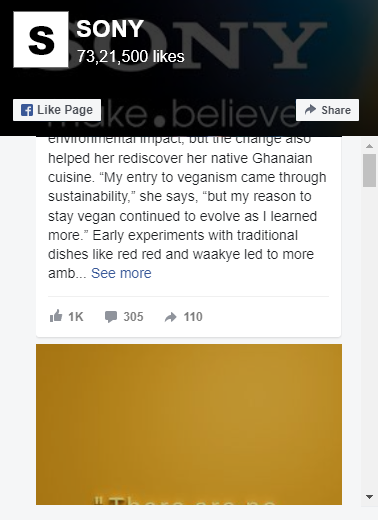 SONY
S
SONY
73,21,500 likes
make.believe
Like Page
Share
environmental impact, but the change also
helped her rediscover her native Ghanaian
cuisine. “My entry to veganism came through
sustainability,” she says, “but my reason to
stay vegan continued to evolve as I learned
more.” Early experiments with traditional
dishes like red red and waakye led to more
amb... See more
1K
305
110
"There are no